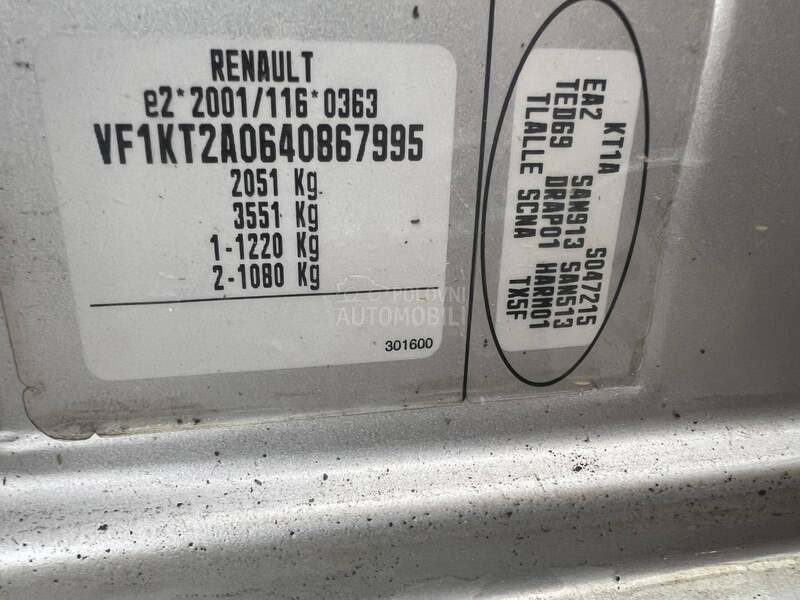 RENAULT
e2*2001/116*0363
VF1KT2A0640867995
2051 Kg
3551 Kg
1-1220 Kg
2-1080 Kg
301600
KT1A S047215
EA2 SAN913 SAN513
TED69 DRAP01 HARM01
TLALLE SCNA TX5F
POLOVNI
AUTOMOBILI